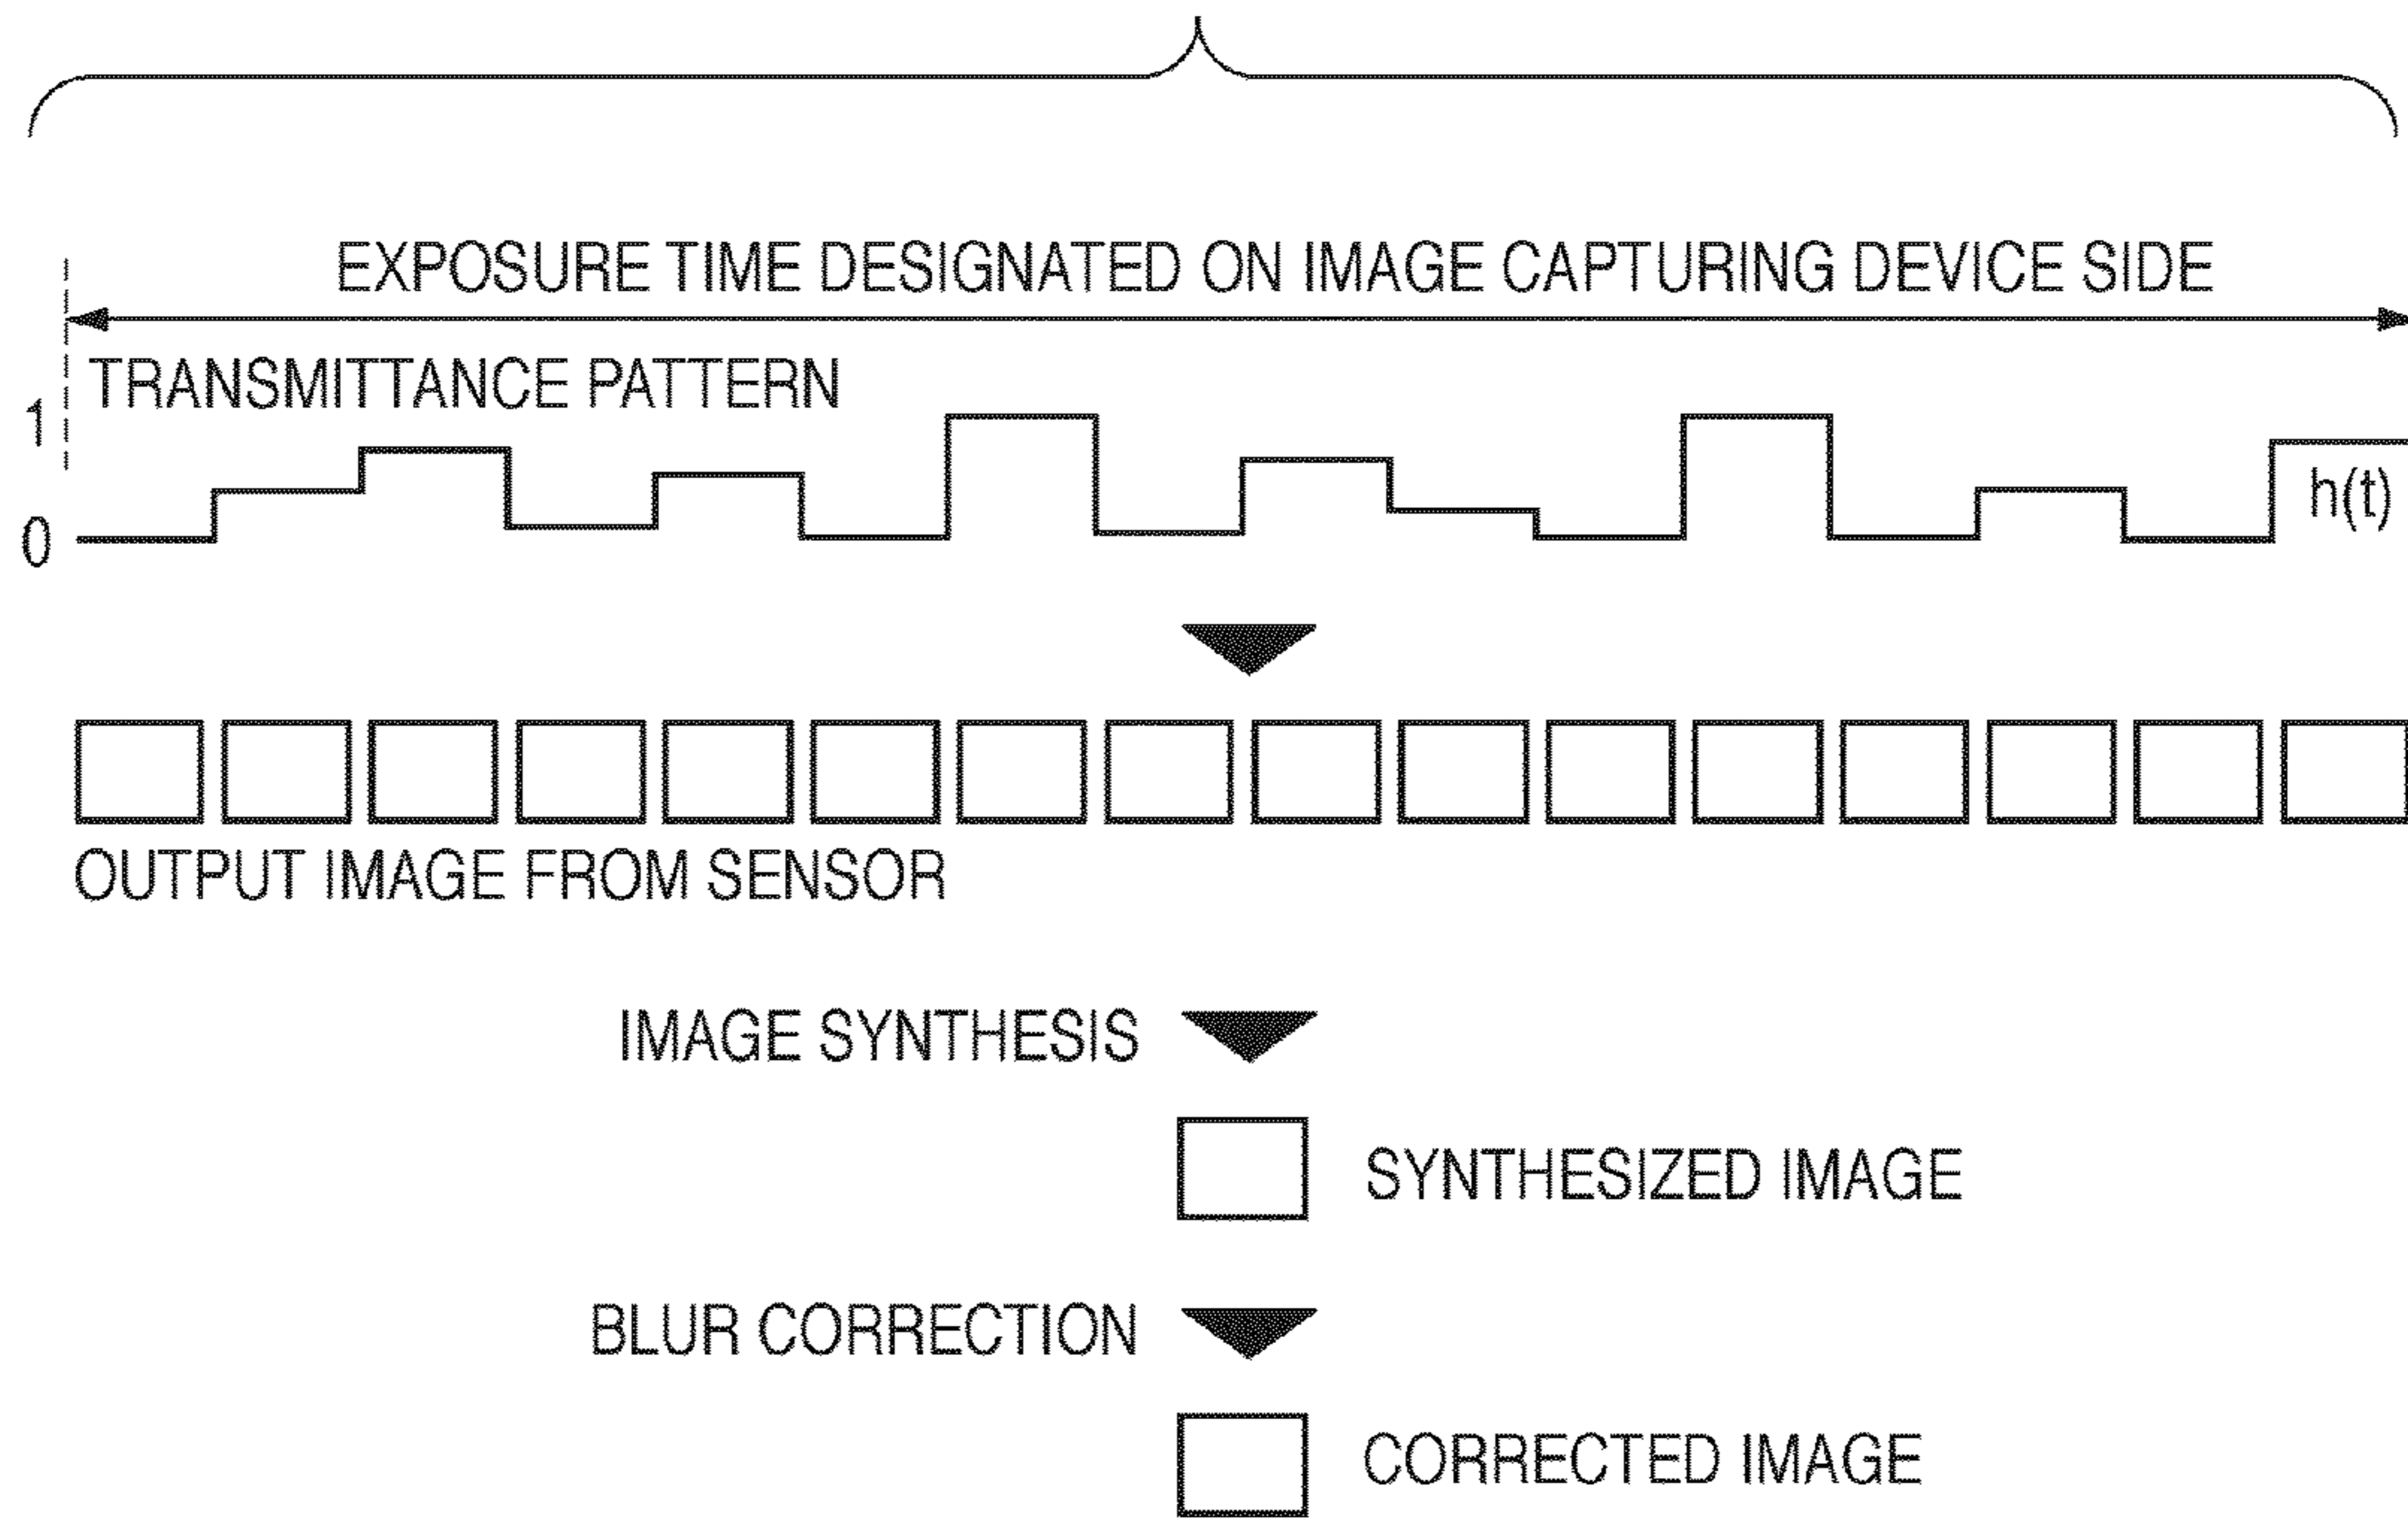 EXPOSURE TIME DESIGNATED ON IMAGE CAPTURING DEVICE SIDE
TRANSMITTANCE PATTERN
1
0
h(t)
OUTPUT IMAGE FROM SENSOR
IMAGE SYNTHESIS
SYNTHESIZED IMAGE
BLUR CORRECTION
CORRECTED IMAGE